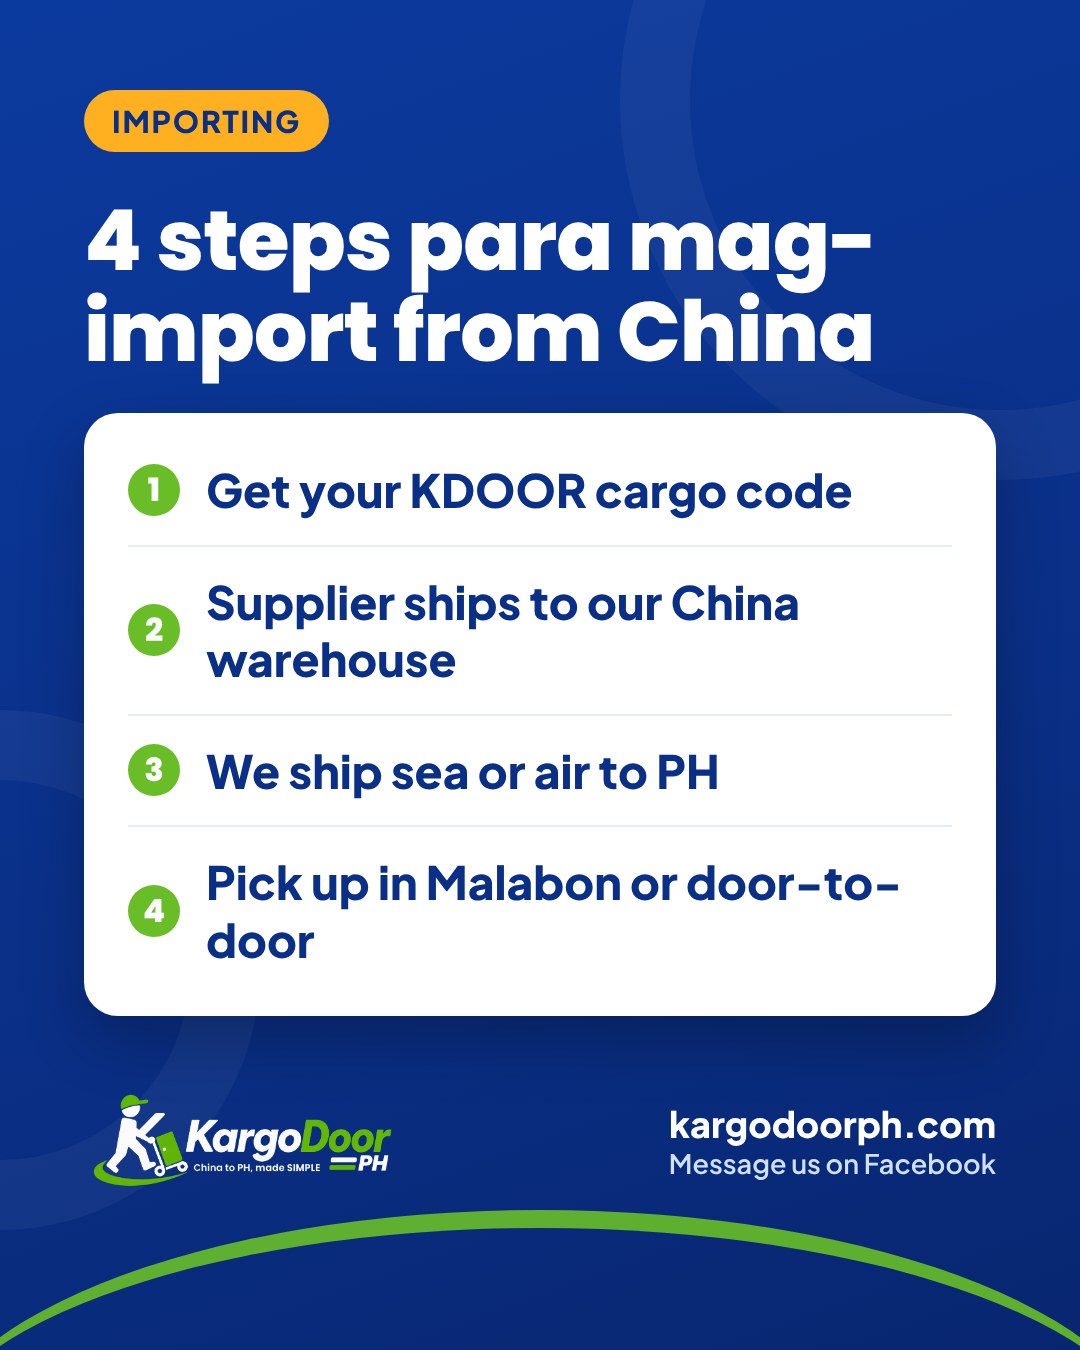 IMPORTING
4 steps para mag-
import from China
1 Get your KDOOR cargo code
2 Supplier ships to our China
warehouse
3 We ship sea or air to PH
4 Pick up in Malabon or door-to-
door
KargoDoor
China to PH, made SIMPLE PH
kargodoorph.com
Message us on Facebook